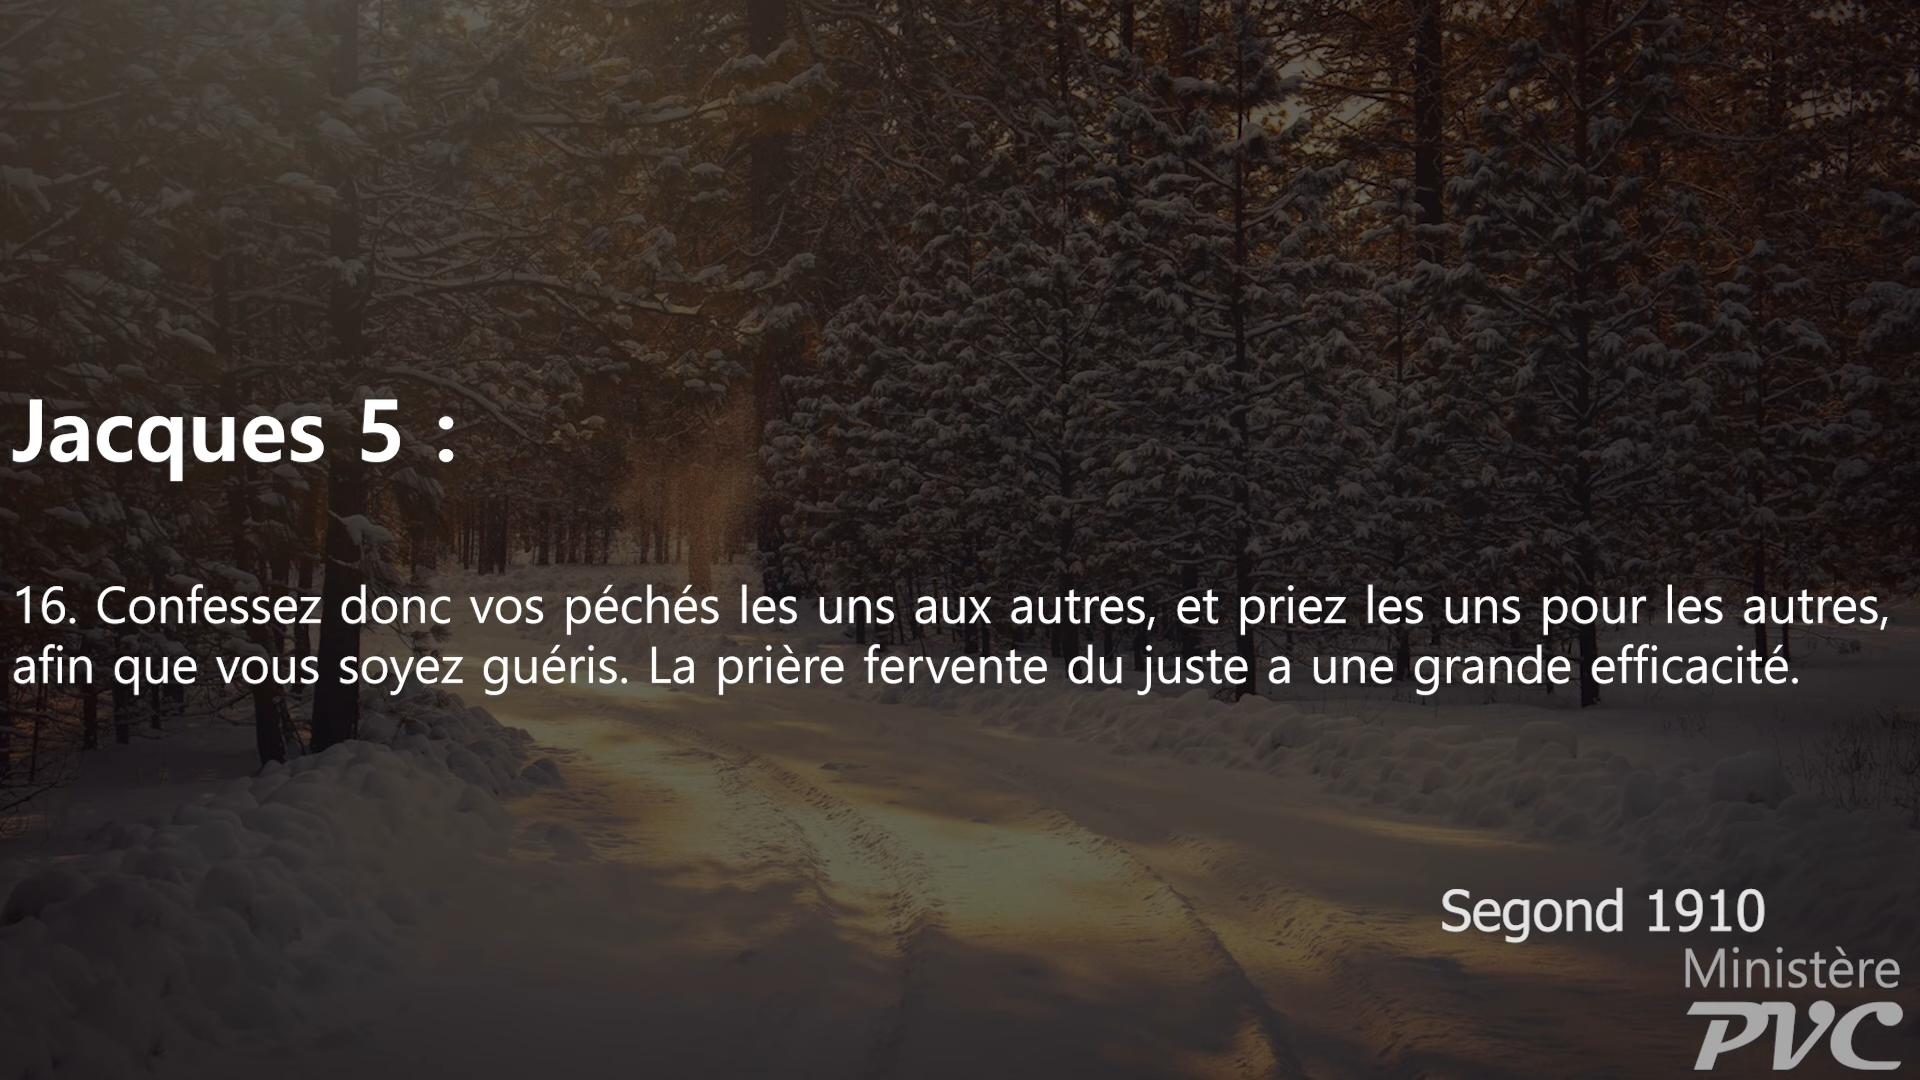 Jacques 5 :
16. Confessez donc vos péchés les uns aux autres, et priez les uns pour les autres,
afin que vous soyez guéris. La prière fervente du juste a une grande efficacité.
Segond 1910
Ministère
PVC